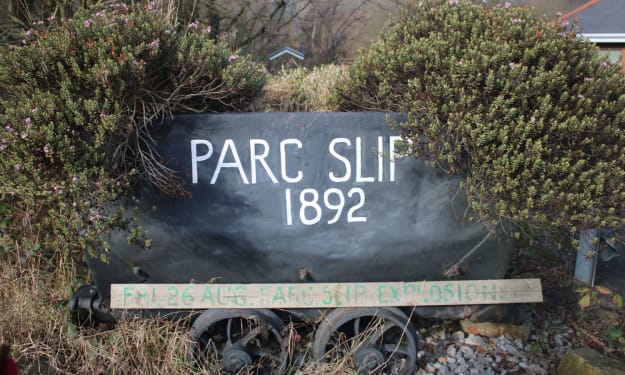 PARC SLIP
1892
FRI 26 AUG PARC SLIP EXPLOSION